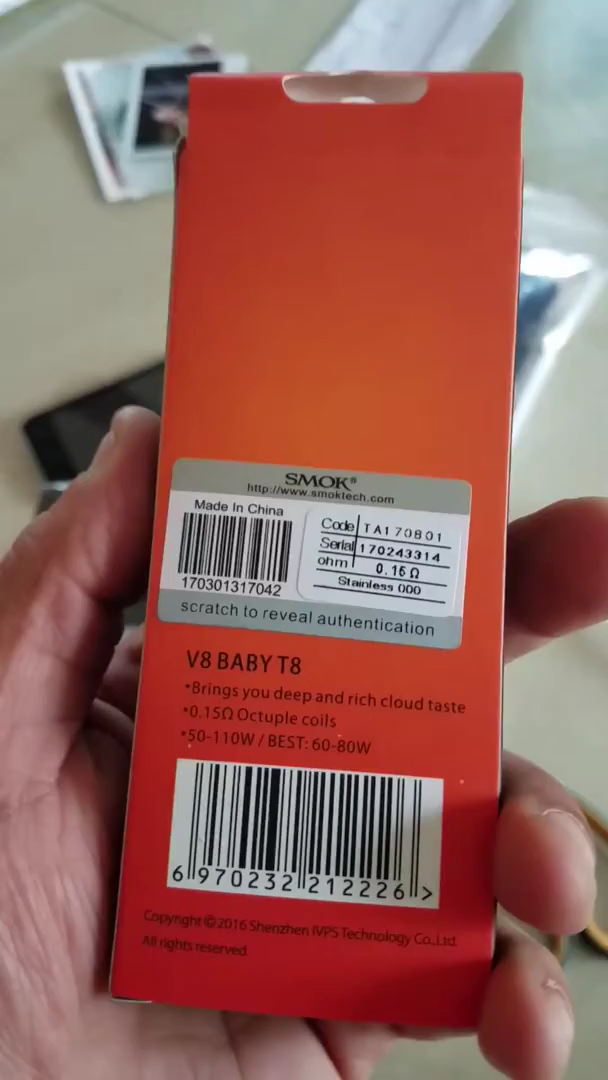 SMOK®
http://www.smoktech.com
Made In China
170301317042
Code TA170801
Serial 170243314
ohm 0.15 Ω
Stainless 000
scratch to reveal authentication
V8 BABY T8
•Brings you deep and rich cloud taste
•0.15Ω Octuple coils
•50-110W / BEST: 60-80W
6 970232 212226 >
Copyright ©2016 Shenzhen IVPS Technology Co.,Ltd.
All rights reserved